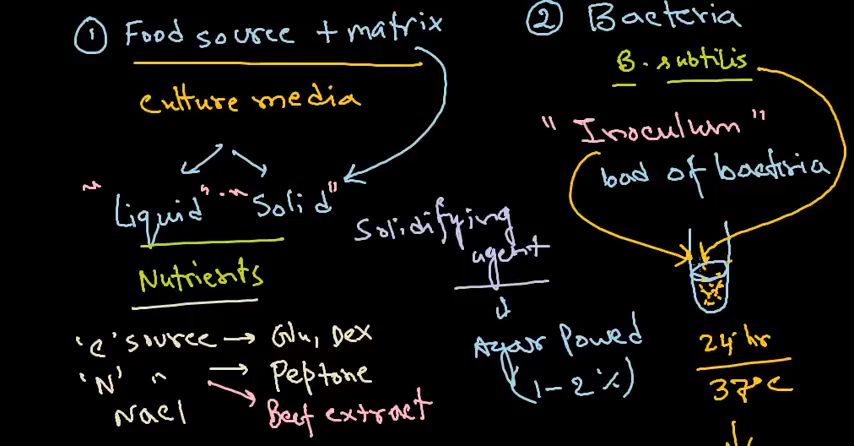 ① Food source + matrix
culture media
"Liquid" "Solid"
Nutrients
'C' source → Glu, Dex
'N' " → Peptone
Beef extract
Nacl
Solidifying
agent
Agar Powed
(1-2%)
② Bacteria
B. subtilis
"Inoculum"
load of bacteria
24 hr
37°C